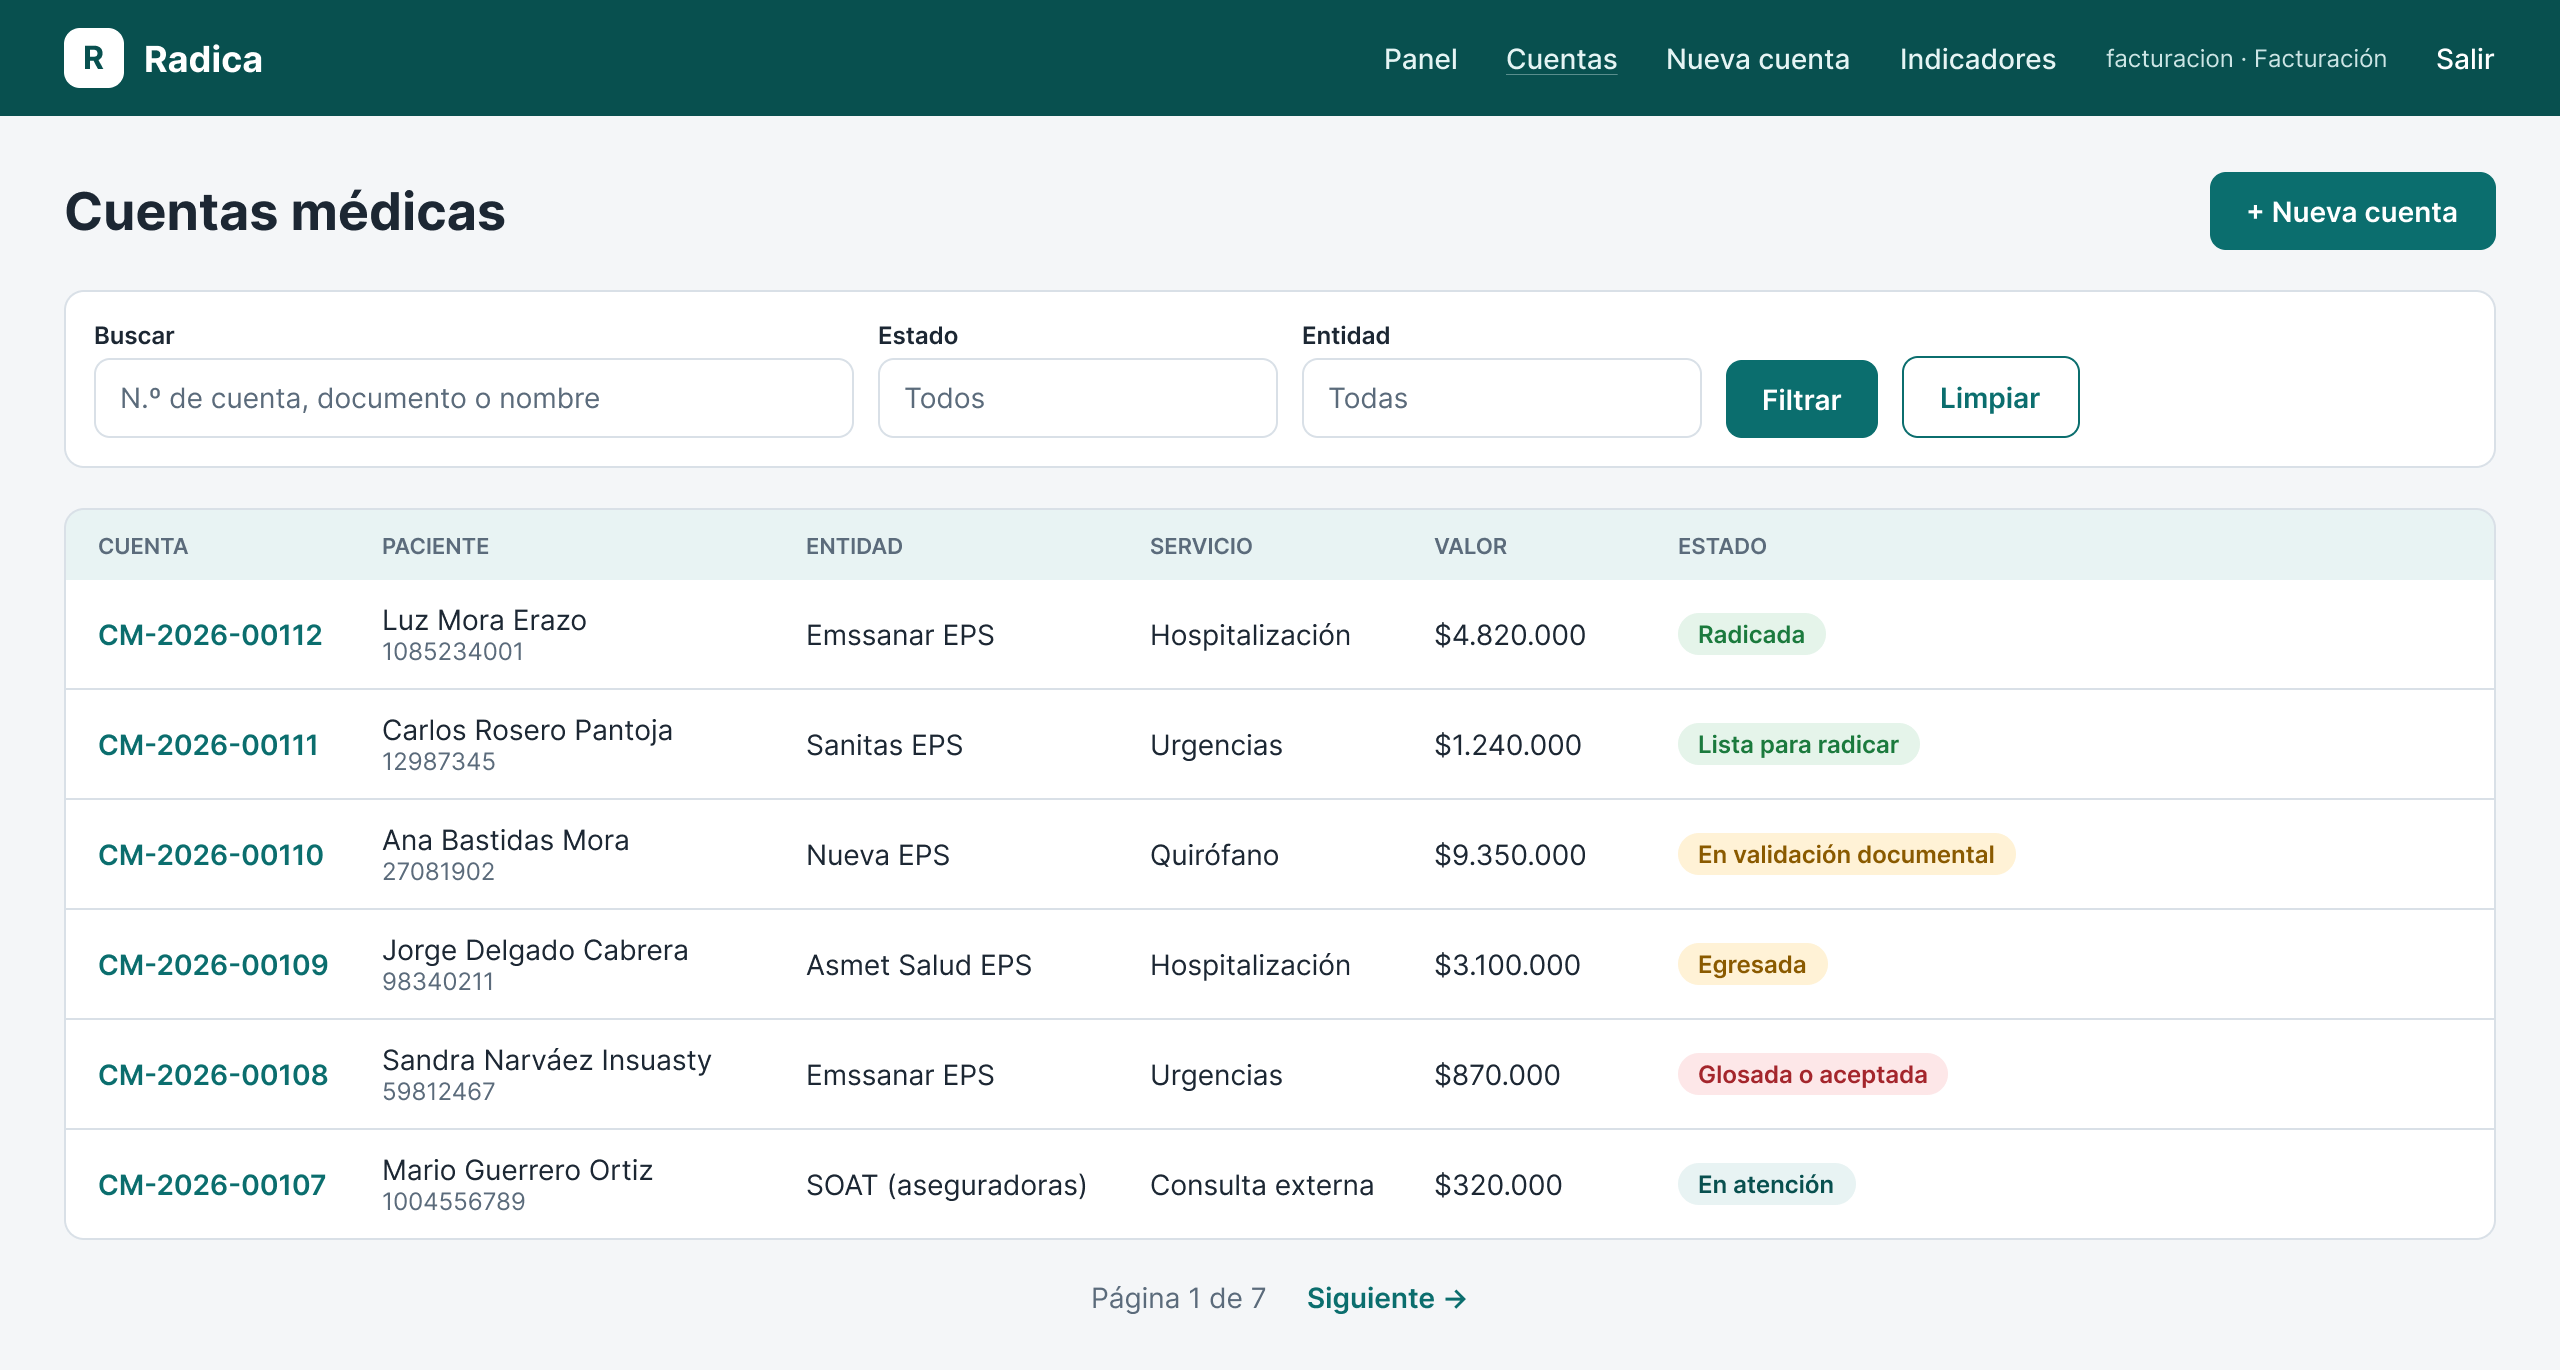 R Radica Panel Cuentas Nueva cuenta Indicadores facturacion · Facturación Salir
Cuentas médicas + Nueva cuenta
Buscar Estado Entidad
N.º de cuenta, documento o nombre Todos Todas Filtrar Limpiar
CUENTA PACIENTE ENTIDAD SERVICIO VALOR ESTADO
CM-2026-00112 Luz Mora Erazo Emssanar EPS Hospitalización $4.820.000 Radicada
1085234001
CM-2026-00111 Carlos Rosero Pantoja Sanitas EPS Urgencias $1.240.000 Lista para radicar
12987345
CM-2026-00110 Ana Bastidas Mora Nueva EPS Quirófano $9.350.000 En validación documental
27081902
CM-2026-00109 Jorge Delgado Cabrera Asmet Salud EPS Hospitalización $3.100.000 Egresada
98340211
CM-2026-00108 Sandra Narváez Insuasty Emssanar EPS Urgencias $870.000 Glosada o aceptada
59812467
CM-2026-00107 Mario Guerrero Ortiz SOAT (aseguradoras) Consulta externa $320.000 En atención
1004556789
Página 1 de 7 Siguiente →